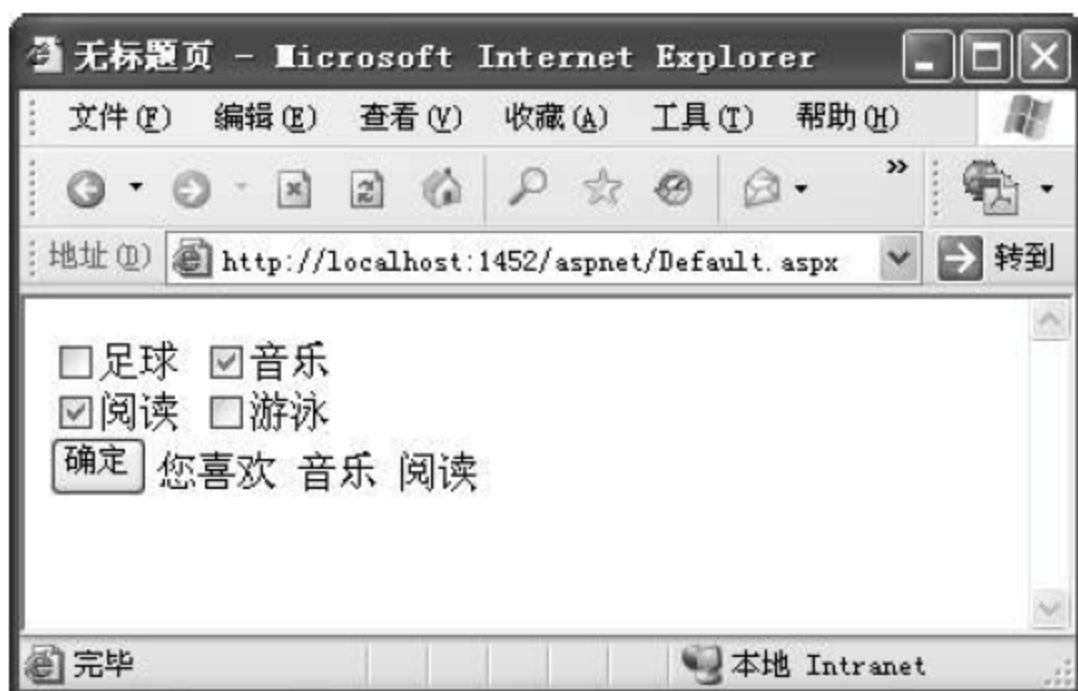 无标题页 - Microsoft Internet Explorer
文件(F) 编辑(E) 查看(V) 收藏(A) 工具(T) 帮助(H)
»
地址(D) http://localhost:1452/aspnet/Default.aspx 转到
足球 音乐
阅读 游泳
确定 您喜欢 音乐 阅读
完毕 本地 Intranet